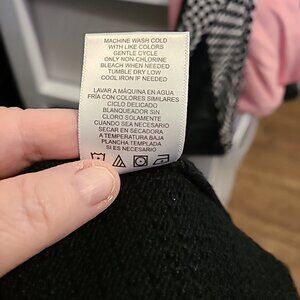 MACHINE WASH COLD
WITH LIKE COLORS
GENTLE CYCLE
ONLY NON-CHLORINE
BLEACH WHEN NEEDED
TUMBLE DRY LOW
COOL IRON IF NEEDED
LAVAR A MÁQUINA EN AGUA
FRÍA CON COLORES SIMILARES
CICLO DELICADO
BLANQUEADOR SIN
CLORO SOLAMENTE
CUANDO SEA NECESARIO
SECAR EN SECADORA
A TEMPERATURA BAJA
PLANCHA TEMPLADA
SI ES NECESARIO